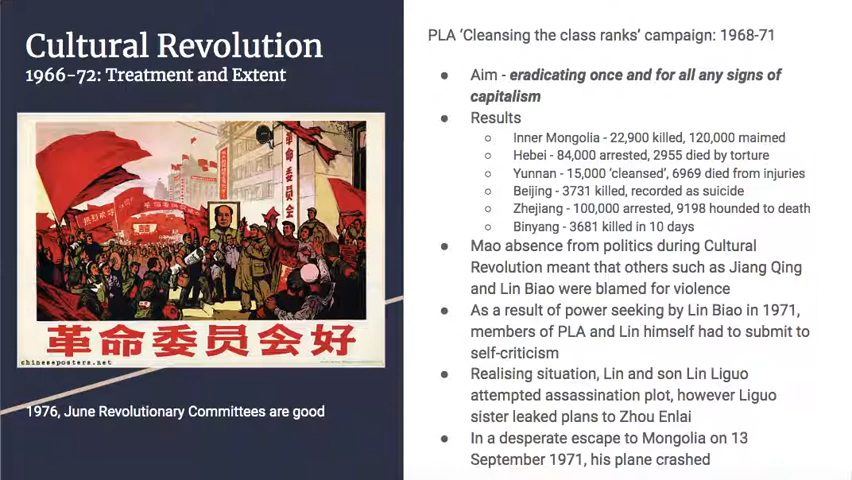 Cultural Revolution
1966-72: Treatment and Extent
革命委员会
革命委员会好
chineseposters.net
1976, June Revolutionary Committees are good
PLA ‘Cleansing the class ranks’ campaign: 1968-71
● Aim - eradicating once and for all any signs of
capitalism
● Results
○ Inner Mongolia - 22,900 killed, 120,000 maimed
○ Hebei - 84,000 arrested, 2955 died by torture
○ Yunnan - 15,000 ‘cleansed’, 6969 died from injuries
○ Beijing - 3731 killed, recorded as suicide
○ Zhejiang - 100,000 arrested, 9198 hounded to death
○ Binyang - 3681 killed in 10 days
● Mao absence from politics during Cultural
Revolution meant that others such as Jiang Qing
and Lin Biao were blamed for violence
● As a result of power seeking by Lin Biao in 1971,
members of PLA and Lin himself had to submit to
self-criticism
● Realising situation, Lin and son Lin Liguo
attempted assassination plot, however Liguo
sister leaked plans to Zhou Enlai
● In a desperate escape to Mongolia on 13
September 1971, his plane crashed